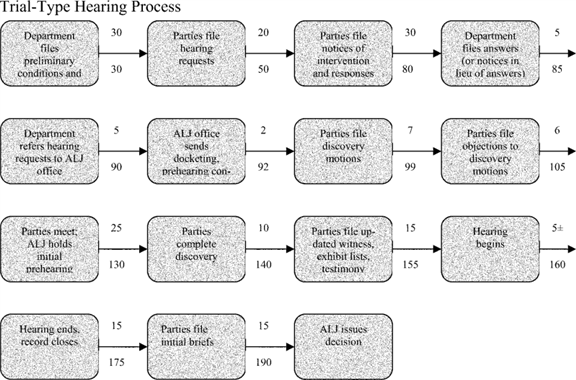 Trial-Type Hearing Process
Department
files
preliminary
conditions and
30
30
Parties file
hearing
requests
20
50
Parties file
notices of
intervention
and responses
30
80
Department
files answers
(or notices in
lieu of answers)
5
85
Department
refers hearing
requests to ALJ
office
5
90
ALJ office
sends
docketing,
prehearing con-
2
92
Parties file
discovery
motions
7
99
Parties file
objections to
discovery
motions
6
105
Parties meet;
ALJ holds
initial
prehearing
25
130
Parties
complete
discovery
10
140
Parties file up-
dated witness,
exhibit lists,
testimony
15
155
Hearing
begins
5±
160
Hearing ends,
record closes
15
175
Parties file
initial briefs
15
190
ALJ issues
decision